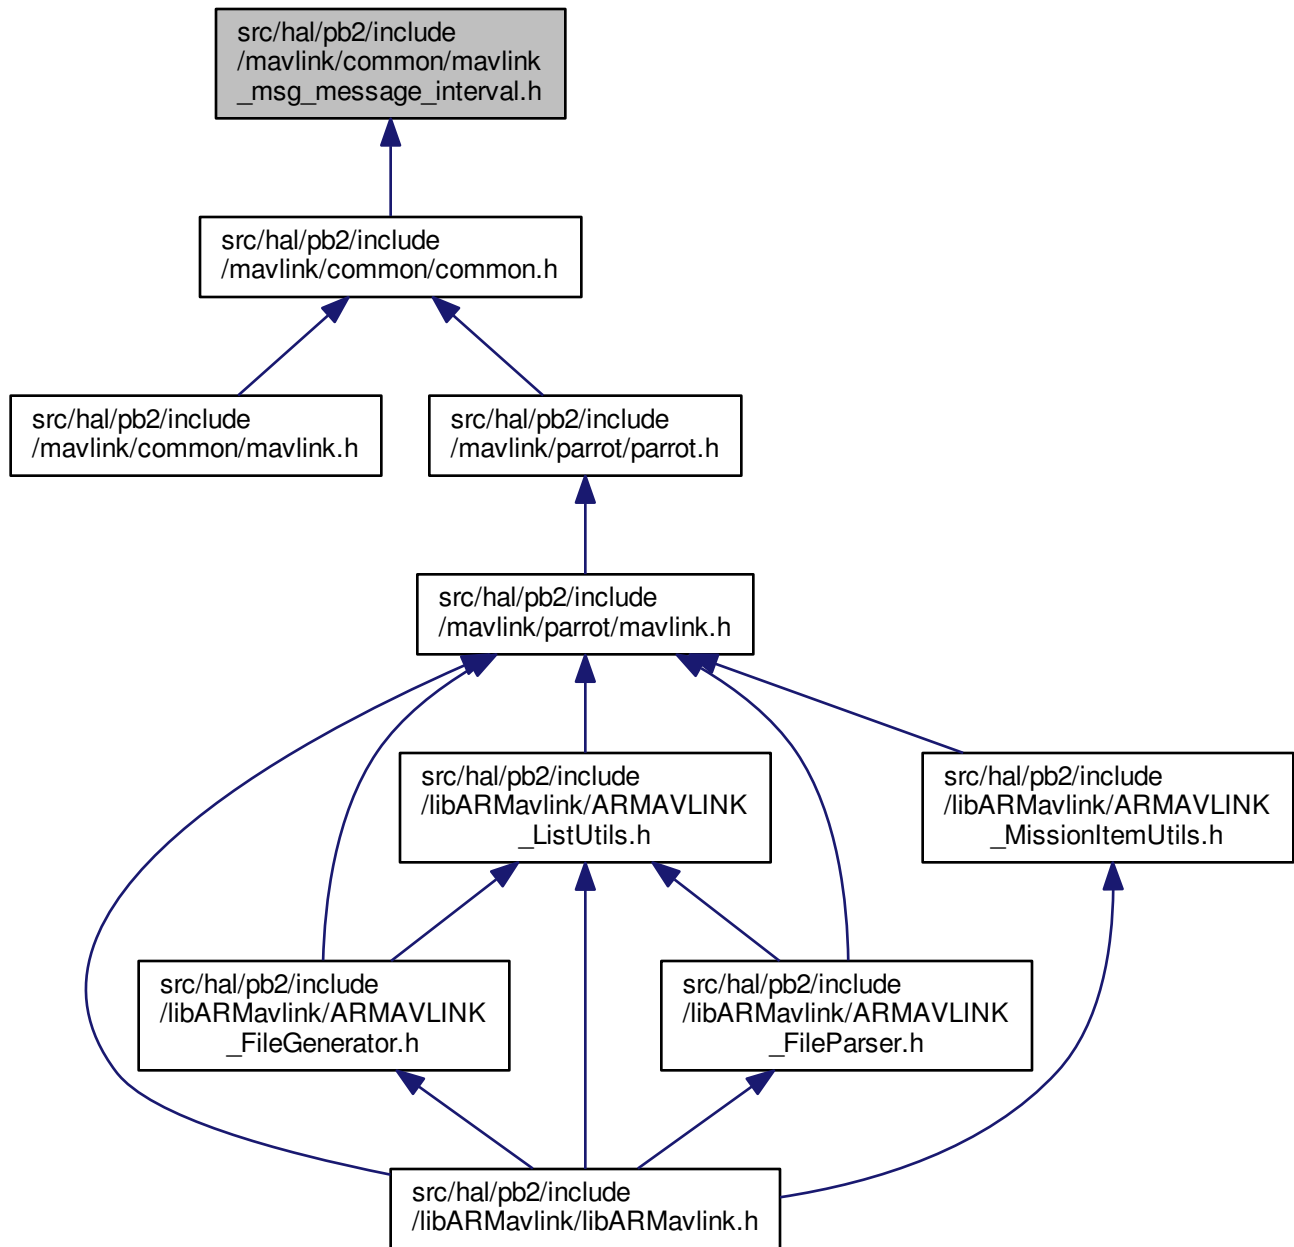 src/hal/pb2/include
/mavlink/common/mavlink
_msg_message_interval.h
src/hal/pb2/include
/mavlink/common/common.h
src/hal/pb2/include
/mavlink/common/mavlink.h
src/hal/pb2/include
/mavlink/parrot/parrot.h
src/hal/pb2/include
/mavlink/parrot/mavlink.h
src/hal/pb2/include
/libARMavlink/ARMAVLINK
_ListUtils.h
src/hal/pb2/include
/libARMavlink/ARMAVLINK
_MissionItemUtils.h
src/hal/pb2/include
/libARMavlink/ARMAVLINK
_FileGenerator.h
src/hal/pb2/include
/libARMavlink/ARMAVLINK
_FileParser.h
src/hal/pb2/include
/libARMavlink/libARMavlink.h